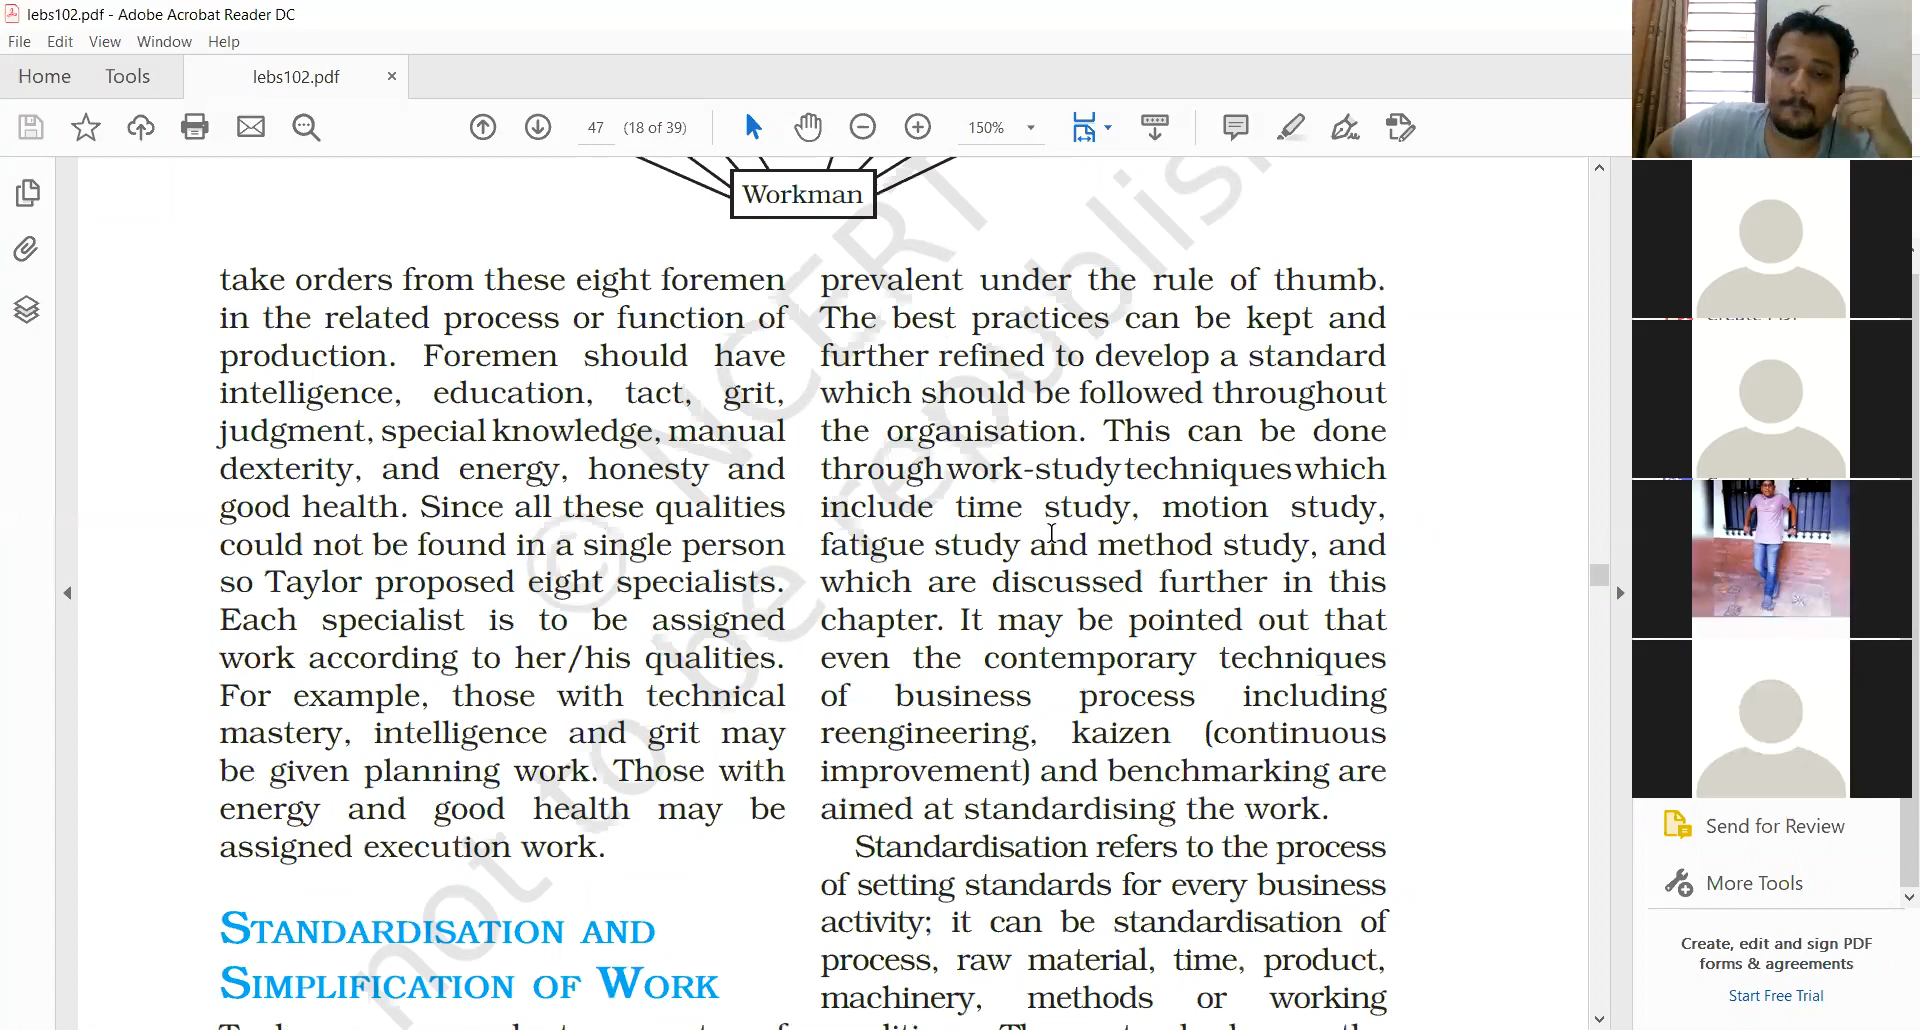 lebs102.pdf - Adobe Acrobat Reader DC
File Edit View Window Help
Home Tools lebs102.pdf ×
47 (18 of 39) 150%
Workman
take orders from these eight foremen
in the related process or function of
production. Foremen should have
intelligence, education, tact, grit,
judgment, special knowledge, manual
dexterity, and energy, honesty and
good health. Since all these qualities
could not be found in a single person
so Taylor proposed eight specialists.
Each specialist is to be assigned
work according to her/his qualities.
For example, those with technical
mastery, intelligence and grit may
be given planning work. Those with
energy and good health may be
assigned execution work.
STANDARDISATION AND
SIMPLIFICATION OF WORK
prevalent under the rule of thumb.
The best practices can be kept and
further refined to develop a standard
which should be followed throughout
the organisation. This can be done
through work-study techniques which
include time study, motion study,
fatigue study and method study, and
which are discussed further in this
chapter. It may be pointed out that
even the contemporary techniques
of business process including
reengineering, kaizen (continuous
improvement) and benchmarking are
aimed at standardising the work.
Standardisation refers to the process
of setting standards for every business
activity; it can be standardisation of
process, raw material, time, product,
machinery, methods or working
© NCERT
not to be republis
Send for Review
More Tools
Create, edit and sign PDF
forms & agreements
Start Free Trial